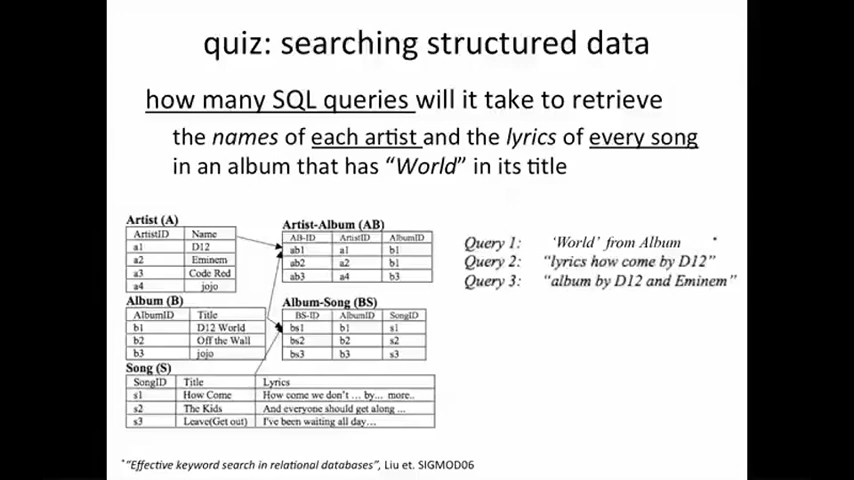 quiz: searching structured data
how many SQL queries will it take to retrieve
the names of each artist and the lyrics of every song
in an album that has “World” in its title
Artist (A)
ArtistID Name
a1 D12
a2 Eminem
a3 Code Red
a4 jojo
Artist-Album (AB)
AB-ID ArtistID AlbumID
ab1 a1 b1
ab2 a2 b1
ab3 a4 b3
Query 1: ‘World’ from Album *
Query 2: “lyrics how come by D12”
Query 3: “album by D12 and Eminem”
Album (B)
AlbumID Title
b1 D12 World
b2 Off the Wall
b3 jojo
Album-Song (BS)
BS-ID AlbumID SongID
bs1 b1 s1
bs2 b2 s2
bs3 b3 s3
Song (S)
SongID Title Lyrics
s1 How Come How come we don't ... by... more..
s2 The Kids And everyone should get along ...
s3 Leave(Get out) I've been waiting all day...
*“Effective keyword search in relational databases”, Liu et. SIGMOD06